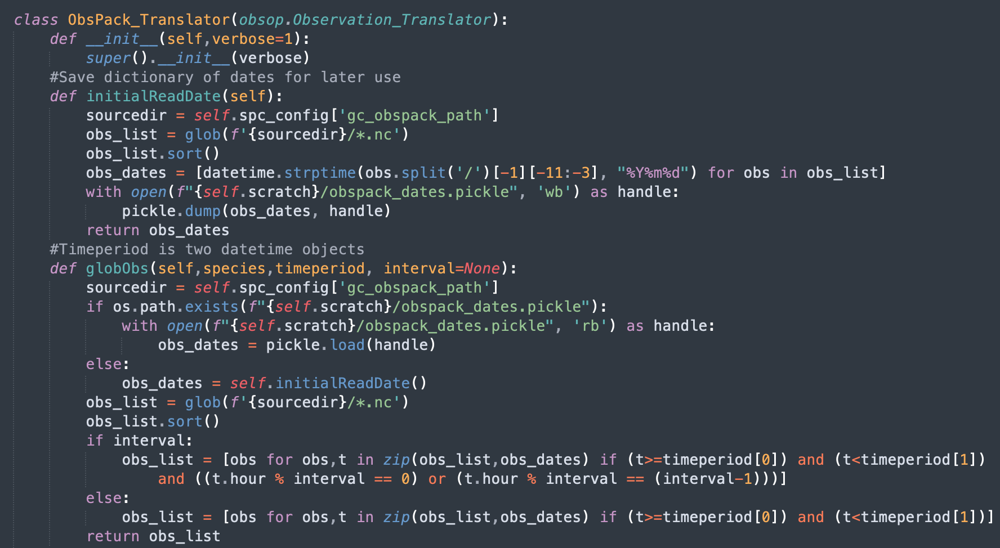 class ObsPack_Translator(obsop.Observation_Translator):
    def __init__(self,verbose=1):
        super().__init__(verbose)
    #Save dictionary of dates for later use
    def initialReadDate(self):
        sourcedir = self.spc_config['gc_obspack_path']
        obs_list = glob(f'{sourcedir}/*.nc')
        obs_list.sort()
        obs_dates = [datetime.strptime(obs.split('/')[-1][-11:-3], "%Y%m%d") for obs in obs_list]
        with open(f"{self.scratch}/obspack_dates.pickle", 'wb') as handle:
            pickle.dump(obs_dates, handle)
        return obs_dates
    #Timeperiod is two datetime objects
    def globObs(self,species,timeperiod, interval=None):
        sourcedir = self.spc_config['gc_obspack_path']
        if os.path.exists(f"{self.scratch}/obspack_dates.pickle"):
            with open(f"{self.scratch}/obspack_dates.pickle", 'rb') as handle:
                obs_dates = pickle.load(handle)
        else:
            obs_dates = self.initialReadDate()
        obs_list = glob(f'{sourcedir}/*.nc')
        obs_list.sort()
        if interval:
            obs_list = [obs for obs,t in zip(obs_list,obs_dates) if (t>=timeperiod[0]) and (t<timeperiod[1])
                and ((t.hour % interval == 0) or (t.hour % interval == (interval-1)))]
        else:
            obs_list = [obs for obs,t in zip(obs_list,obs_dates) if (t>=timeperiod[0]) and (t<timeperiod[1])]
        return obs_list